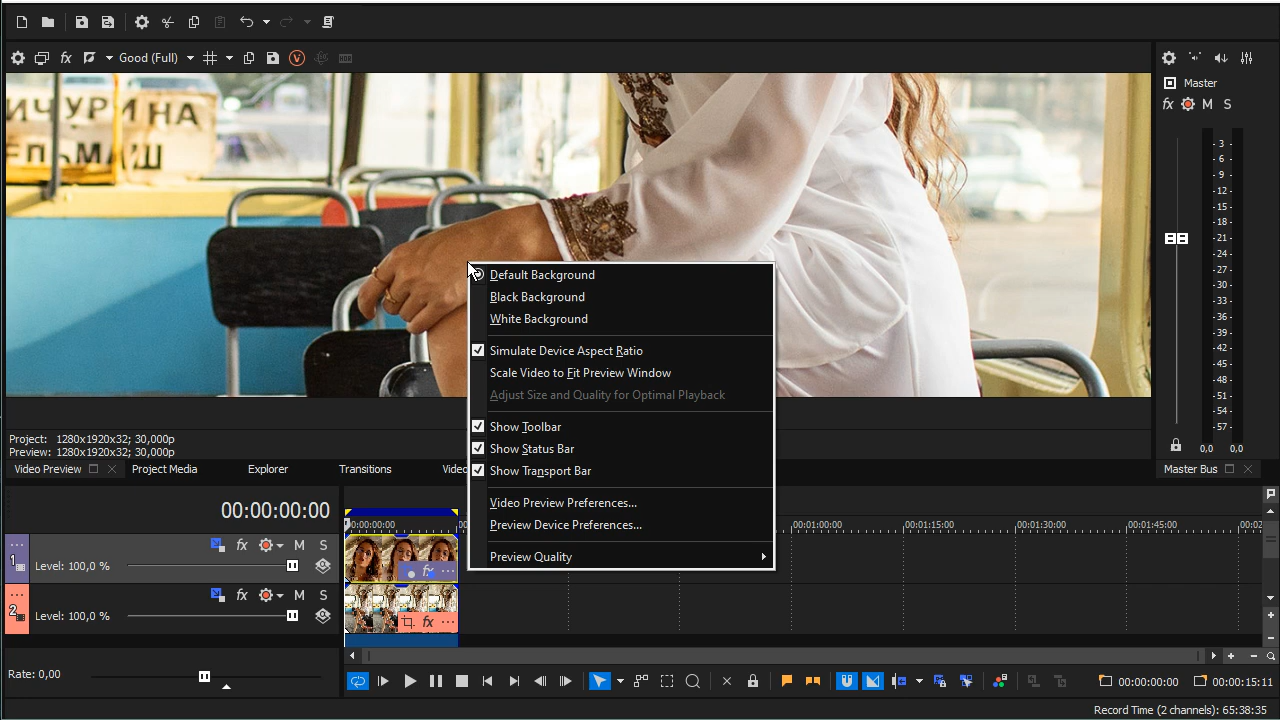 Good (Full)
Master
M S
ИЧУРИНА
Default Background
Black Background
White Background
Simulate Device Aspect Ratio
Scale Video to Fit Preview Window
Adjust Size and Quality for Optimal Playback
Show Toolbar
Show Status Bar
Show Transport Bar
Video Preview Preferences...
Preview Device Preferences...
Preview Quality
- 3 -
- 6 -
- 9 -
- 12 -
- 15 -
- 18 -
- 21 -
- 24 -
- 27 -
- 30 -
- 33 -
- 36 -
- 39 -
- 42 -
- 45 -
- 48 -
- 51 -
- 54 -
- 57 -
0,0 0,0
Project: 1280x1920x32; 30,000p
Preview: 1280x1920x32; 30,000p
Video Preview Project Media Explorer Transitions Video
Master Bus
00:00:00:00
00:00:00 00 00:01:00:00 00:01:15:00 00:01:30:00 00:01:45:00 00:02
1 fx M S
Level: 100,0 %
fx
2 fx M S
Level: 100,0 %
fx
Rate: 0,00
00:00:00:00 00:00:15:11
Record Time (2 channels): 65:38:35